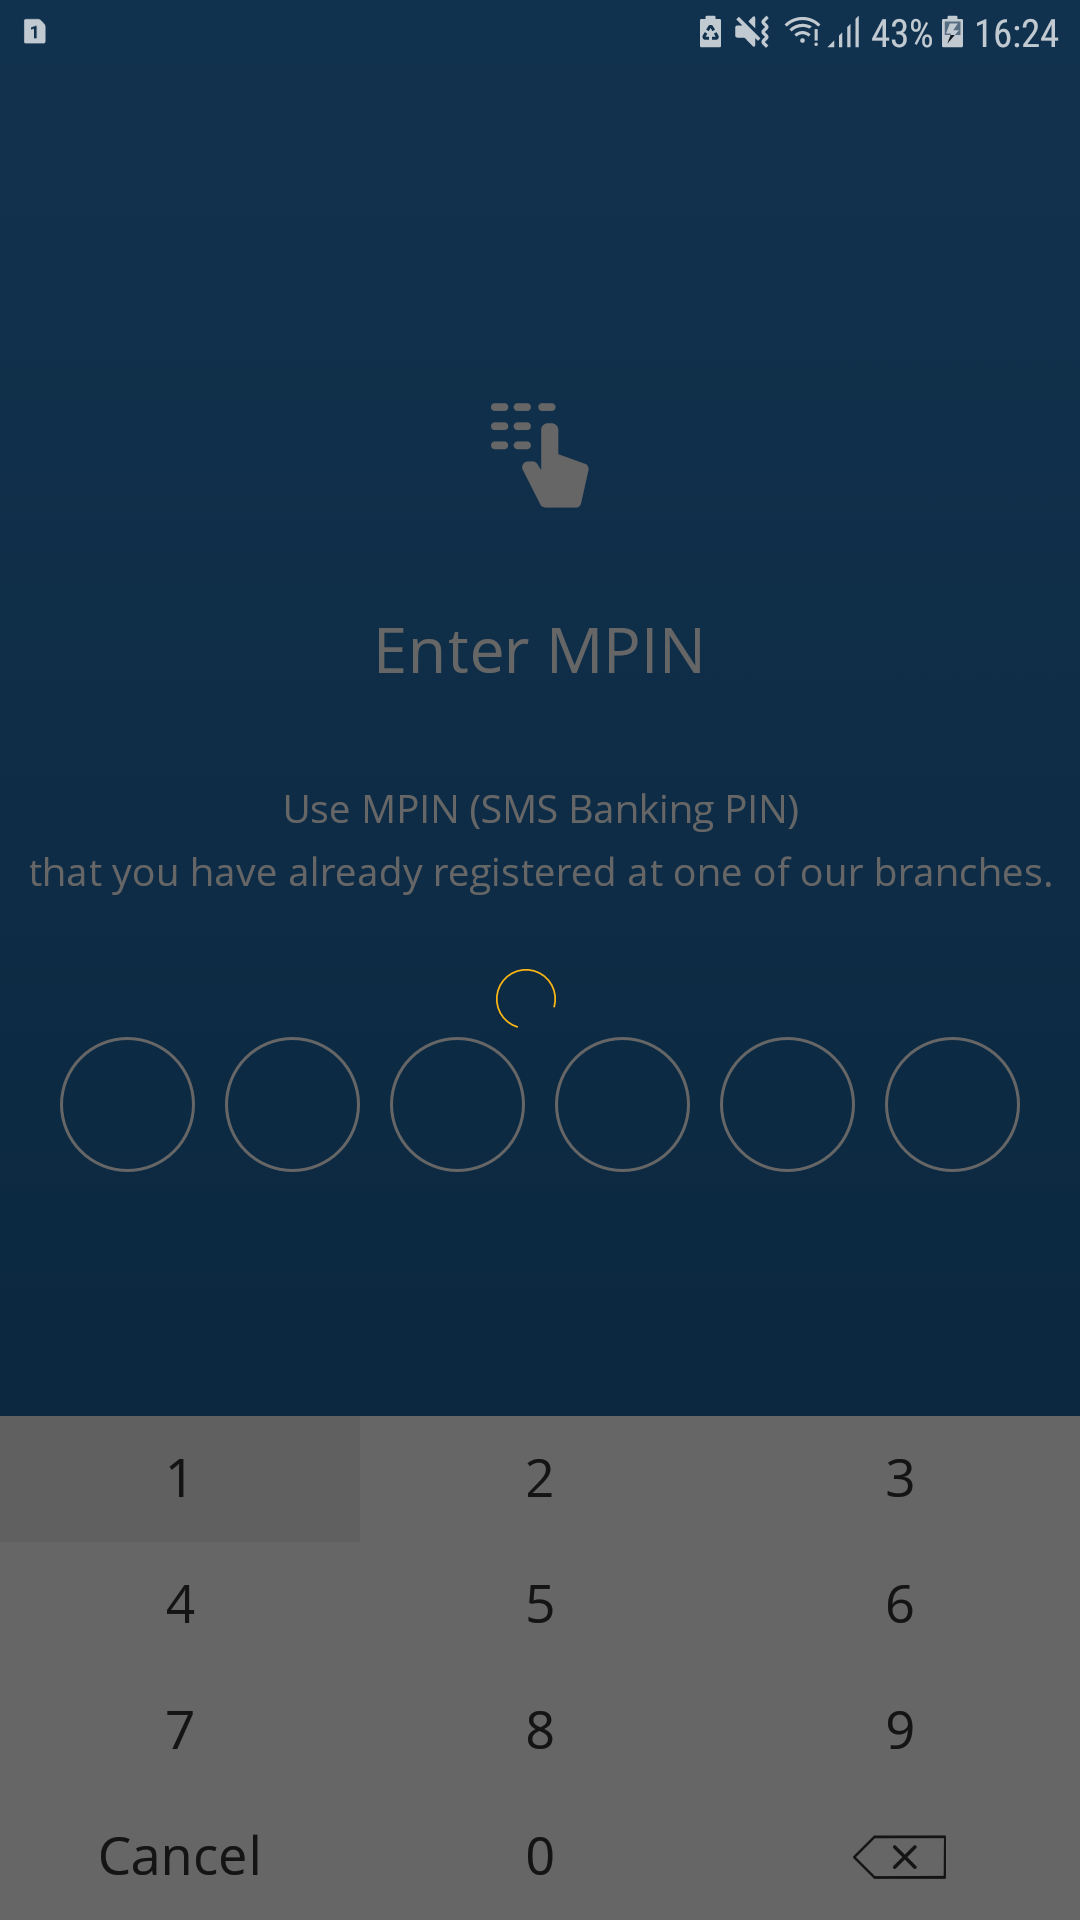 1
43% 16:24
Enter MPIN
Use MPIN (SMS Banking PIN)
that you have already registered at one of our branches.
1 2 3
4 5 6
7 8 9
Cancel 0